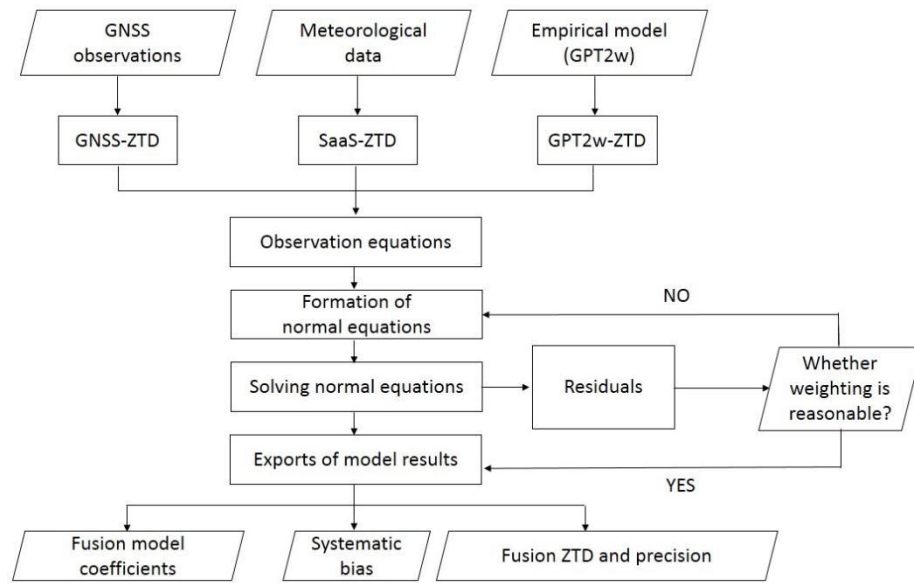 GNSS
observations
Meteorological
data
Empirical model
(GPT2w)
GNSS-ZTD
SaaS-ZTD
GPT2w-ZTD
Observation equations
Formation of
normal equations
NO
Solving normal equations
Residuals
Whether
weighting is
reasonable?
Exports of model results
YES
Fusion model
coefficients
Systematic
bias
Fusion ZTD and precision